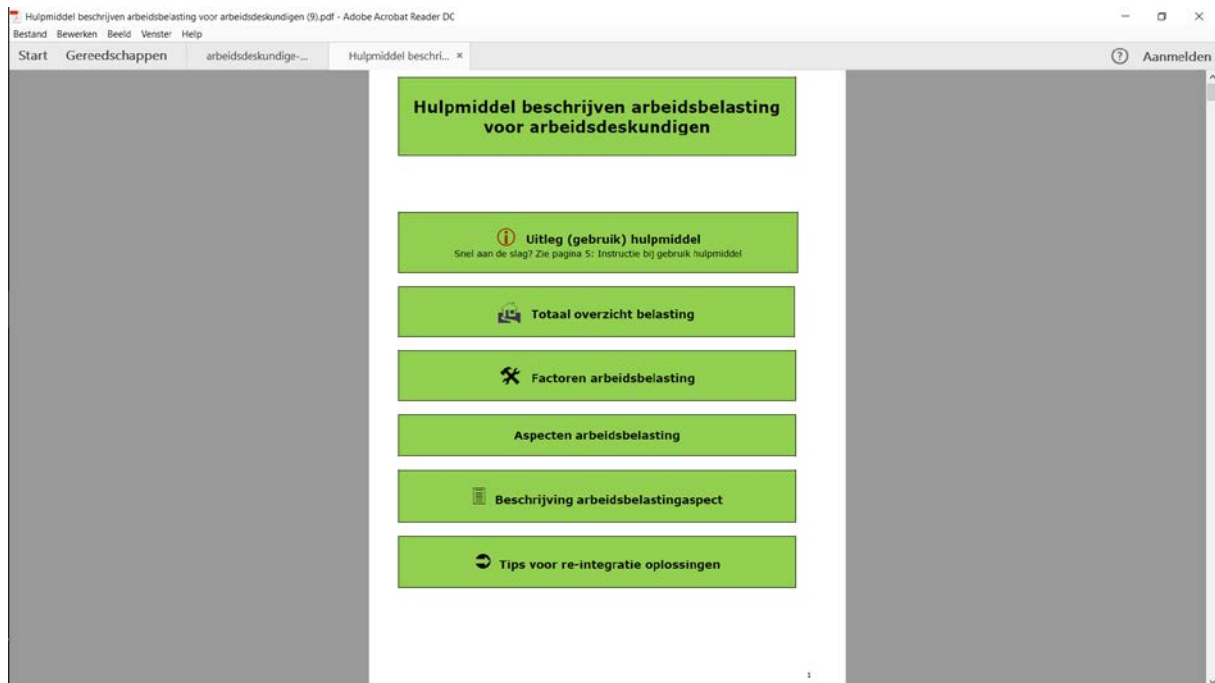 Hulpmiddel beschrijven arbeidsbelasting voor arbeidsdeskundigen (9).pdf - Adobe Acrobat Reader DC
Bestand Bewerken Beeld Venster Help
Start Gereedschappen arbeidsdeskundige-... Hulpmiddel beschri... × ? Aanmelden
Hulpmiddel beschrijven arbeidsbelasting
voor arbeidsdeskundigen
Uitleg (gebruik) hulpmiddel
Snel aan de slag? Zie pagina 5: Instructie bij gebruik hulpmiddel
Totaal overzicht belasting
Factoren arbeidsbelasting
Aspecten arbeidsbelasting
Beschrijving arbeidsbelastingaspect
Tips voor re-integratie oplossingen
1